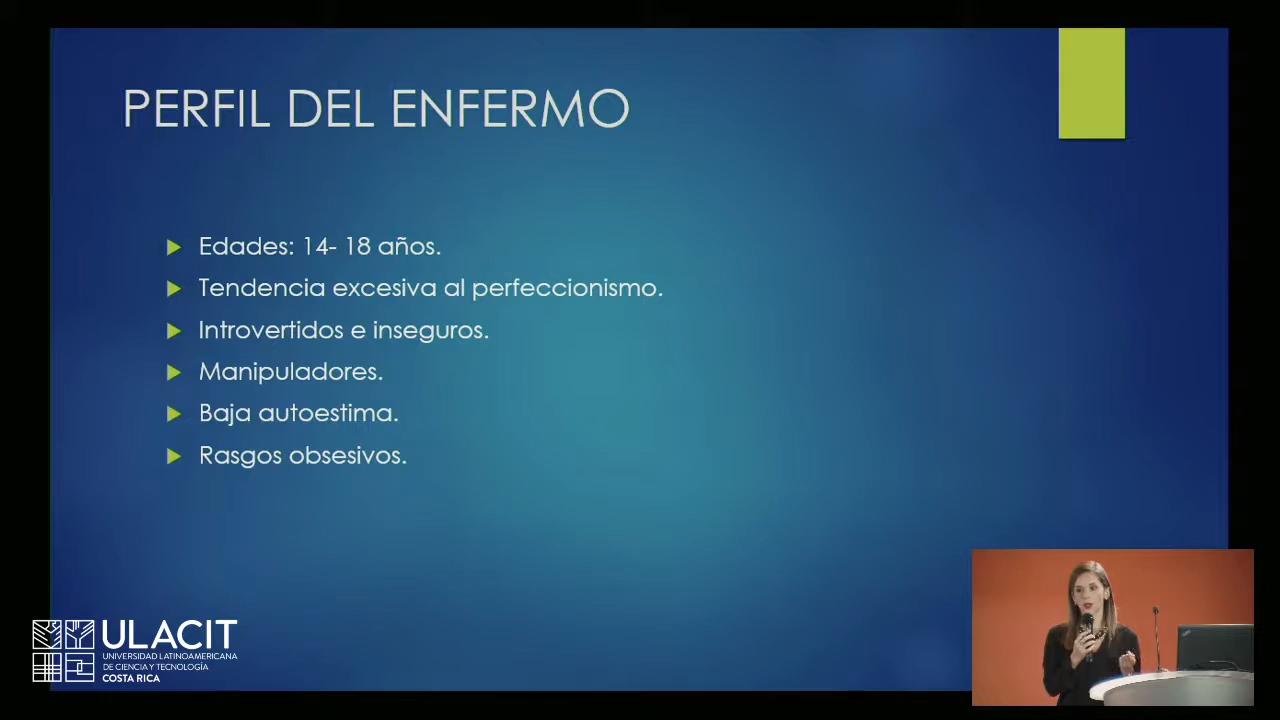 PERFIL DEL ENFERMO
Edades: 14- 18 años.
Tendencia excesiva al perfeccionismo.
Introvertidos e inseguros.
Manipuladores.
Baja autoestima.
Rasgos obsesivos.
ULACIT
UNIVERSIDAD LATINOAMERICANA
DE CIENCIA Y TECNOLOGÍA
COSTA RICA